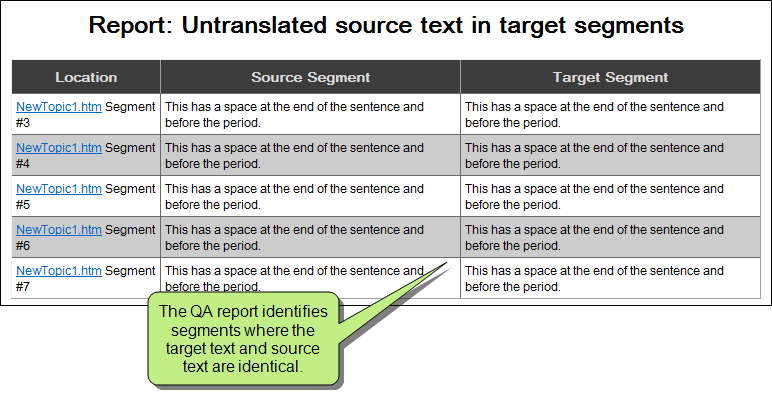 Report: Untranslated source text in target segments
Location Source Segment Target Segment
NewTopic1.htm Segment This has a space at the end of the sentence and This has a space at the end of the sentence and
#3 before the period. before the period.
NewTopic1.htm Segment This has a space at the end of the sentence and This has a space at the end of the sentence and
#4 before the period. before the period.
NewTopic1.htm Segment This has a space at the end of the sentence and This has a space at the end of the sentence and
#5 before the period. before the period.
NewTopic1.htm Segment This has a space at the end of the sentence and This has a space at the end of the sentence and
#6 before the period. before the period.
NewTopic1.htm Segment This has a space at the end of the sentence and This has a space at the end of the sentence and
#7 before the period. before the period.
The QA report identifies
segments where the
target text and source
text are identical.